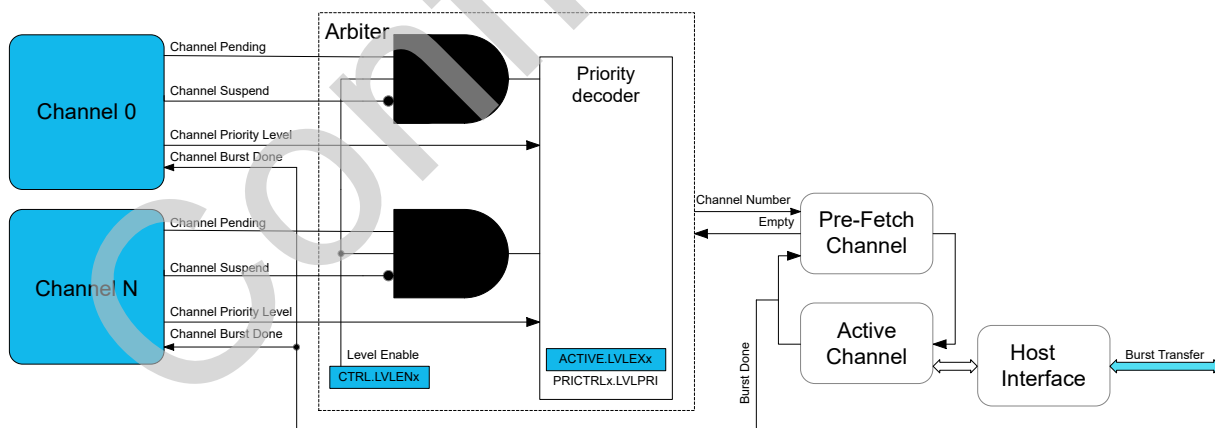 Arbiter
Channel 0
Channel Pending
Channel Suspend
Channel Priority Level
Channel Burst Done
Channel N
Channel Pending
Channel Suspend
Channel Priority Level
Channel Burst Done
Level Enable
CTRL.LVLENx
Priority
decoder
ACTIVE.LVLEXx
PRICTRLx.LVLPRI
Channel Number
Empty
Pre-Fetch
Channel
Active
Channel
Burst Done
Host
Interface
Burst Transfer